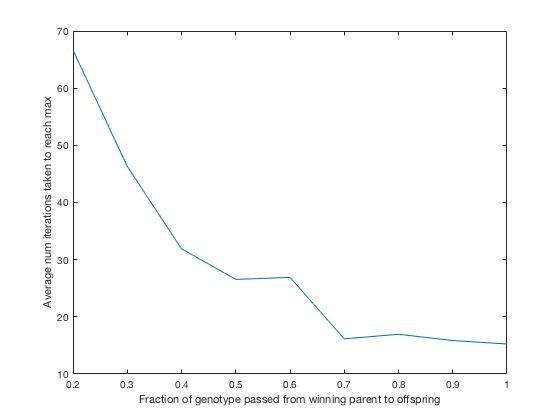 70
60
50
40
30
20
10
Average num iterations taken to reach max
0.2 0.3 0.4 0.5 0.6 0.7 0.8 0.9 1
Fraction of genotype passed from winning parent to offspring